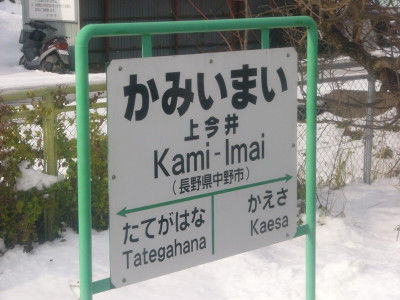 かみいまい
上今井
Kami-Imai
(長野県中野市)
たてがはな かえさ
Tategahana Kaesa